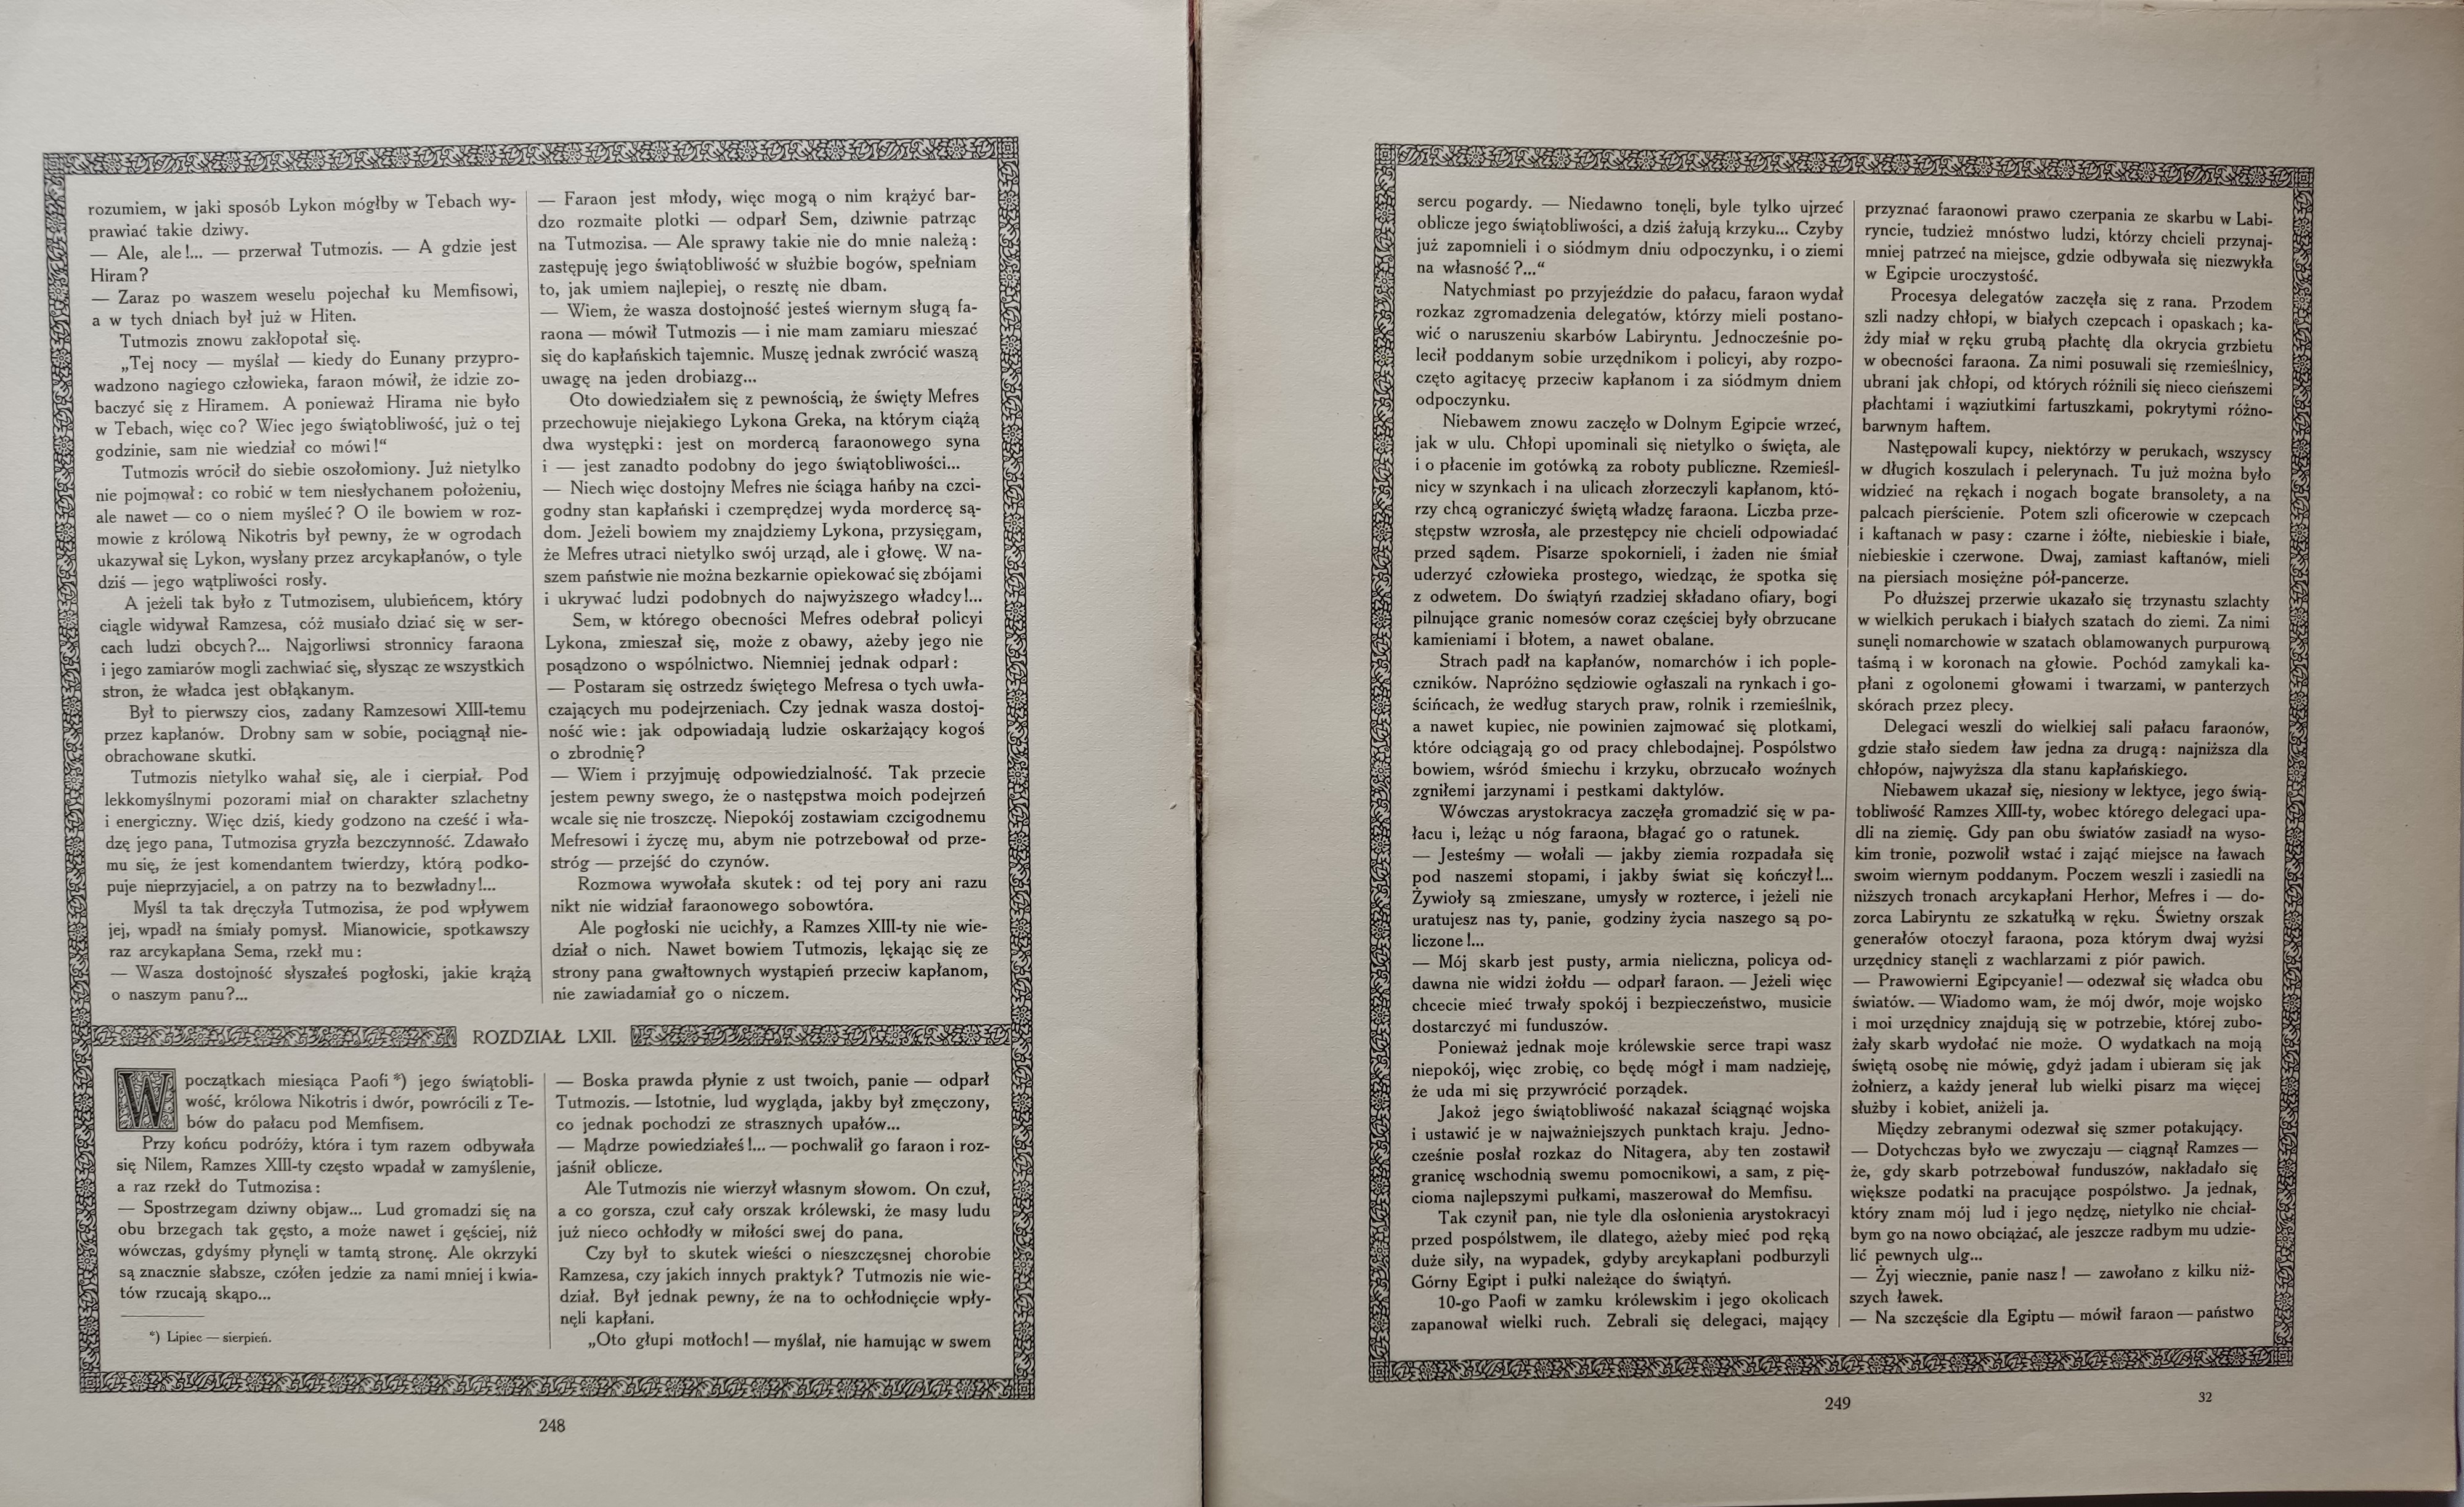 rozumiem, w jaki sposób Lykon mógłby w Tebach wy-
prawiać takie dziwy.
— Ale, ale!... — przerwał Tutmozis. — A gdzie jest
Hiram?
— Zaraz po waszem weselu pojechał ku Memfisowi,
a w tych dniach był już w Hiten.
Tutmozis znowu zakłopotał się.
„Tej nocy — myślał — kiedy do Eunany przypro-
wadzono nagiego człowieka, faraon mówił, że idzie zo-
baczyć się z Hiramem. A ponieważ Hirama nie było
w Tebach, więc co? Wiec jego świątobliwość, już o tej
godzinie, sam nie wiedział co mówi!“
Tutmozis wrócił do siebie oszołomiony. Już nietylko
nie pojmował: co robić w tem niesłychanem położeniu,
ale nawet — co o niem myśleć? O ile bowiem w roz-
mowie z królową Nikotris był pewny, że w ogrodach
ukazywał się Lykon, wysłany przez arcykapłanów, o tyle
dziś — jego wątpliwości rosły.
A jeżeli tak było z Tutmozisem, ulubieńcem, który
ciągle widywał Ramzesa, cóż musiało dziać się w ser-
cach ludzi obcych?... Najgorliwsi stronnicy faraona
i jego zamiarów mogli zachwiać się, słysząc ze wszystkich
stron, że władca jest obłąkanym.
Był to pierwszy cios, zadany Ramzesowi XIII-temu
przez kapłanów. Drobny sam w sobie, pociągnął nie-
obrachowane skutki.
Tutmozis nietylko wahał się, ale i cierpiał. Pod
lekkomyślnymi pozorami miał on charakter szlachetny
i energiczny. Więc dziś, kiedy godzono na cześć i wła-
dzę jego pana, Tutmozisa gryzła bezczynność. Zdawało
mu się, że jest komendantem twierdzy, którą podko-
puje nieprzyjaciel, a on patrzy na to bezwładny!...
Myśl ta tak dręczyła Tutmozisa, że pod wpływem
jej, wpadł na śmiały pomysł. Mianowicie, spotkawszy
raz arcykapłana Sema, rzekł mu:
— Wasza dostojność słyszałeś pogłoski, jakie krążą
o naszym panu?...
— Faraon jest młody, więc mogą o nim krążyć bar-
dzo rozmaite plotki — odparł Sem, dziwnie patrząc
na Tutmozisa. — Ale sprawy takie nie do mnie należą:
zastępuję jego świątobliwość w służbie bogów, spełniam
to, jak umiem najlepiej, o resztę nie dbam.
— Wiem, że wasza dostojność jesteś wiernym sługą fa-
raona — mówił Tutmozis — i nie mam zamiaru mieszać
się do kapłańskich tajemnic. Muszę jednak zwrócić waszą
uwagę na jeden drobiazg...
Oto dowiedziałem się z pewnością, że święty Mefres
przechowuje niejakiego Lykona Greka, na którym ciążą
dwa występki: jest on mordercą faraonowego syna
i — jest zanadto podobny do jego świątobliwości...
— Niech więc dostojny Mefres nie ściąga hańby na czci-
godny stan kapłański i czemprędzej wyda mordercę są-
dom. Jeżeli bowiem my znajdziemy Lykona, przysięgam,
że Mefres utraci nietylko swój urząd, ale i głowę. W na-
szem państwie nie można bezkarnie opiekować się zbójami
i ukrywać ludzi podobnych do najwyższego władcy!...
Sem, w którego obecności Mefres odebrał policyi
Lykona, zmieszał się, może z obawy, ażeby jego nie
posądzono o wspólnictwo. Niemniej jednak odparł:
— Postaram się ostrzedz świętego Mefresa o tych uwła-
czających mu podejrzeniach. Czy jednak wasza dostoj-
ność wie: jak odpowiadają ludzie oskarżający kogoś
o zbrodnię?
— Wiem i przyjmuję odpowiedzialność. Tak przecie
jestem pewny swego, że o następstwa moich podejrzeń
wcale się nie troszczę. Niepokój zostawiam czcigodnemu
Mefresowi i życzę mu, abym nie potrzebował od prze-
stróg — przejść do czynów.
Rozmowa wywołała skutek: od tej pory ani razu
nikt nie widział faraonowego sobowtóra.
Ale pogłoski nie ucichły, a Ramzes XIII-ty nie wie-
dział o nich. Nawet bowiem Tutmozis, lękając się ze
strony pana gwałtownych wystąpień przeciw kapłanom,
nie zawiadamiał go o niczem.
ROZDZIAŁ LXII.
W początkach miesiąca Paofi *) jego świątobli-
wość, królowa Nikotris i dwór, powrócili z Te-
bów do pałacu pod Memfisem.
Przy końcu podróży, która i tym razem odbywała
się Nilem, Ramzes XIII-ty często wpadał w zamyślenie,
a raz rzekł do Tutmozisa:
— Spostrzegam dziwny objaw... Lud gromadzi się na
obu brzegach tak gęsto, a może nawet i gęściej, niż
wówczas, gdyśmy płynęli w tamtą stronę. Ale okrzyki
są znacznie słabsze, czółen jedzie za nami mniej i kwia-
tów rzucają skąpo...
*) Lipiec — sierpień.
— Boska prawda płynie z ust twoich, panie — odparł
Tutmozis. — Istotnie, lud wygląda, jakby był zmęczony,
co jednak pochodzi ze strasznych upałów...
— Mądrze powiedziałeś!... — pochwalił go faraon i roz-
jaśnił oblicze.
Ale Tutmozis nie wierzył własnym słowom. On czuł,
a co gorsza, czuł cały orszak królewski, że masy ludu
już nieco ochłodły w miłości swej do pana.
Czy był to skutek wieści o nieszczęsnej chorobie
Ramzesa, czy jakich innych praktyk? Tutmozis nie wie-
dział. Był jednak pewny, że na to ochłodnięcie wpły-
nęli kapłani.
„Oto głupi motłoch! — myślał, nie hamując w swem
248
sercu pogardy. — Niedawno tonęli, byle tylko ujrzeć
oblicze jego świątobliwości, a dziś żałują krzyku... Czyby
już zapomnieli i o siódmym dniu odpoczynku, i o ziemi
na własność?...“
Natychmiast po przyjeździe do pałacu, faraon wydał
rozkaz zgromadzenia delegatów, którzy mieli postano-
wić o naruszeniu skarbów Labiryntu. Jednocześnie po-
lecił poddanym sobie urzędnikom i policyi, aby rozpo-
częto agitacyę przeciw kapłanom i za siódmym dniem
odpoczynku.
Niebawem znowu zaczęło w Dolnym Egipcie wrzeć,
jak w ulu. Chłopi upominali się nietylko o święta, ale
i o płacenie im gotówką za roboty publiczne. Rzemieśl-
nicy w szynkach i na ulicach złorzeczyli kapłanom, któ-
rzy chcą ograniczyć świętą władzę faraona. Liczba prze-
stępstw wzrosła, ale przestępcy nie chcieli odpowiadać
przed sądem. Pisarze spokornieli, i żaden nie śmiał
uderzyć człowieka prostego, wiedząc, że spotka się
z odwetem. Do świątyń rzadziej składano ofiary, bogi
pilnujące granic nomesów coraz częściej były obrzucane
kamieniami i błotem, a nawet obalane.
Strach padł na kapłanów, nomarchów i ich pople-
czników. Napróżno sędziowie ogłaszali na rynkach i go-
ścińcach, że według starych praw, rolnik i rzemieślnik,
a nawet kupiec, nie powinien zajmować się plotkami,
które odciągają go od pracy chlebodajnej. Pospólstwo
bowiem, wśród śmiechu i krzyku, obrzucało woźnych
zgniłemi jarzynami i pestkami daktylów.
Wówczas arystokracya zaczęła gromadzić się w pa-
łacu i, leżąc u nóg faraona, błagać go o ratunek.
— Jesteśmy — wołali — jakby ziemia rozpadała się
pod naszemi stopami, i jakby świat się kończył!...
Żywioły są zmieszane, umysły w rozterce, i jeżeli nie
uratujesz nas ty, panie, godziny życia naszego są po-
liczone!...
— Mój skarb jest pusty, armia nieliczna, policya od-
dawna nie widzi żołdu — odparł faraon. — Jeżeli więc
chcecie mieć trwały spokój i bezpieczeństwo, musicie
dostarczyć mi funduszów.
Ponieważ jednak moje królewskie serce trapi wasz
niepokój, więc zrobię, co będę mógł i mam nadzieję,
że uda mi się przywrócić porządek.
Jakoż jego świątobliwość nakazał ściągnąć wojska
i ustawić je w najważniejszych punktach kraju. Jedno-
cześnie posłał rozkaz do Nitagera, aby ten zostawił
granicę wschodnią swemu pomocnikowi, a sam, z pię-
cioma najlepszymi pułkami, maszerował do Memfisu.
Tak czynił pan, nie tyle dla osłonienia arystokracyi
przed pospólstwem, ile dlatego, ażeby mieć pod ręką
duże siły, na wypadek, gdyby arcykapłani podburzyli
Górny Egipt i pułki należące do świątyń.
10-go Paofi w zamku królewskim i jego okolicach
zapanował wielki ruch. Zebrali się delegaci, mający
przyznać faraonowi prawo czerpania ze skarbu w Labi-
ryncie, tudzież mnóstwo ludzi, którzy chcieli przynaj-
mniej patrzeć na miejsce, gdzie odbywała się niezwykła
w Egipcie uroczystość.
Procesya delegatów zaczęła się z rana. Przodem
szli nadzy chłopi, w białych czepcach i opaskach; ka-
żdy miał w ręku grubą płachtę dla okrycia grzbietu
w obecności faraona. Za nimi posuwali się rzemieślnicy,
ubrani jak chłopi, od których różnili się nieco cieńszemi
płachtami i wąziutkimi fartuszkami, pokrytymi różno-
barwnym haftem.
Następowali kupcy, niektórzy w perukach, wszyscy
w długich koszulach i pelerynach. Tu już można było
widzieć na rękach i nogach bogate bransolety, a na
palcach pierścienie. Potem szli oficerowie w czepcach
i kaftanach w pasy: czarne i żółte, niebieskie i białe,
niebieskie i czerwone. Dwaj, zamiast kaftanów, mieli
na piersiach mosiężne pół-pancerze.
Po dłuższej przerwie ukazało się trzynastu szlachty
w wielkich perukach i białych szatach do ziemi. Za nimi
sunęli nomarchowie w szatach oblamowanych purpurową
taśmą i w koronach na głowie. Pochód zamykali ka-
płani z ogolonemi głowami i twarzami, w panterzych
skórach przez plecy.
Delegaci weszli do wielkiej sali pałacu faraonów,
gdzie stało siedem ław jedna za drugą: najniższa dla
chłopów, najwyższa dla stanu kapłańskiego.
Niebawem ukazał się, niesiony w lektyce, jego świą-
tobliwość Ramzes XIII-ty, wobec którego delegaci upa-
dli na ziemię. Gdy pan obu światów zasiadł na wyso-
kim tronie, pozwolił wstać i zająć miejsce na ławach
swoim wiernym poddanym. Poczem weszli i zasiedli na
niższych tronach arcykapłani Herhor, Mefres i — do-
zorca Labiryntu ze szkatułką w ręku. Świetny orszak
generałów otoczył faraona, poza którym dwaj wyżsi
urzędnicy stanęli z wachlarzami z piór pawich.
— Prawowierni Egipcyanie! — odezwał się władca obu
światów. — Wiadomo wam, że mój dwór, moje wojsko
i moi urzędnicy znajdują się w potrzebie, której zubo-
żały skarb wydołać nie może. O wydatkach na moją
świętą osobę nie mówię, gdyż jadam i ubieram się jak
żołnierz, a każdy jenerał lub wielki pisarz ma więcej
służby i kobiet, aniżeli ja.
Między zebranymi odezwał się szmer potakujący.
— Dotychczas było we zwyczaju — ciągnął Ramzes —
że, gdy skarb potrzebował funduszów, nakładało się
większe podatki na pracujące pospólstwo. Ja jednak,
który znam mój lud i jego nędzę, nietylko nie chciał-
bym go na nowo obciążać, ale jeszcze radbym mu udzie-
lić pewnych ulg...
— Żyj wiecznie, panie nasz! — zawołano z kilku niż-
szych ławek.
— Na szczęście dla Egiptu — mówił faraon — państwo
249
32